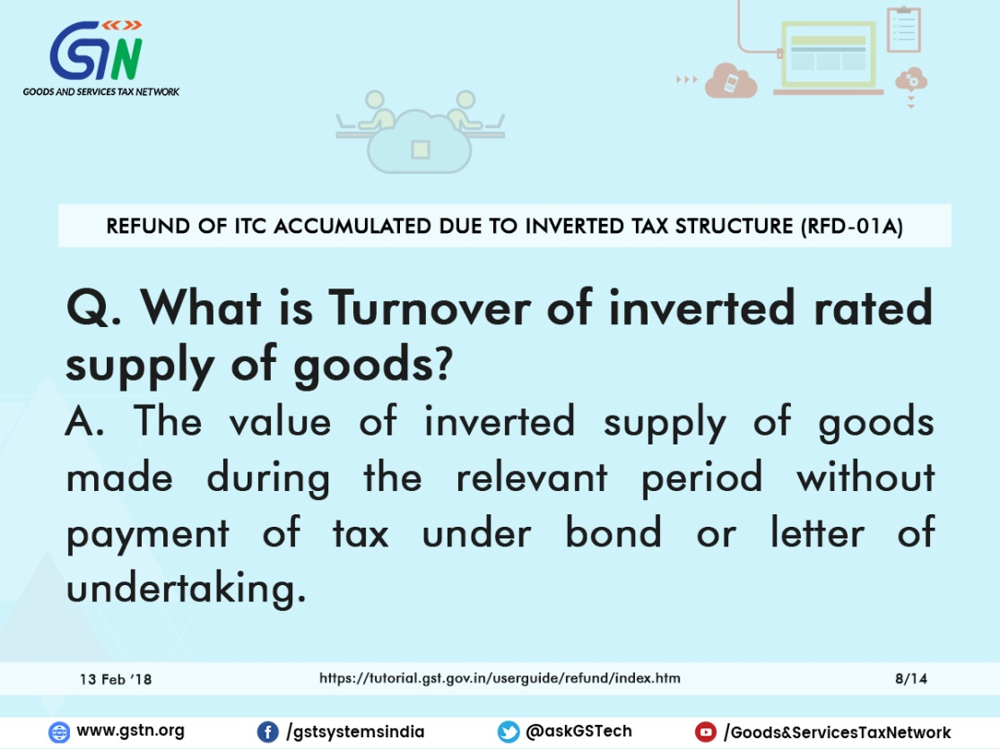 GSTN
GOODS AND SERVICES TAX NETWORK
REFUND OF ITC ACCUMULATED DUE TO INVERTED TAX STRUCTURE (RFD-01A)
Q. What is Turnover of inverted rated
supply of goods?
A. The value of inverted supply of goods
made during the relevant period without
payment of tax under bond or letter of
undertaking.
13 Feb '18
https://tutorial.gst.gov.in/userguide/refund/index.htm
8/14
www.gstn.org
/gstsystemsindia
@askGSTech
/Goods&ServicesTaxNetwork